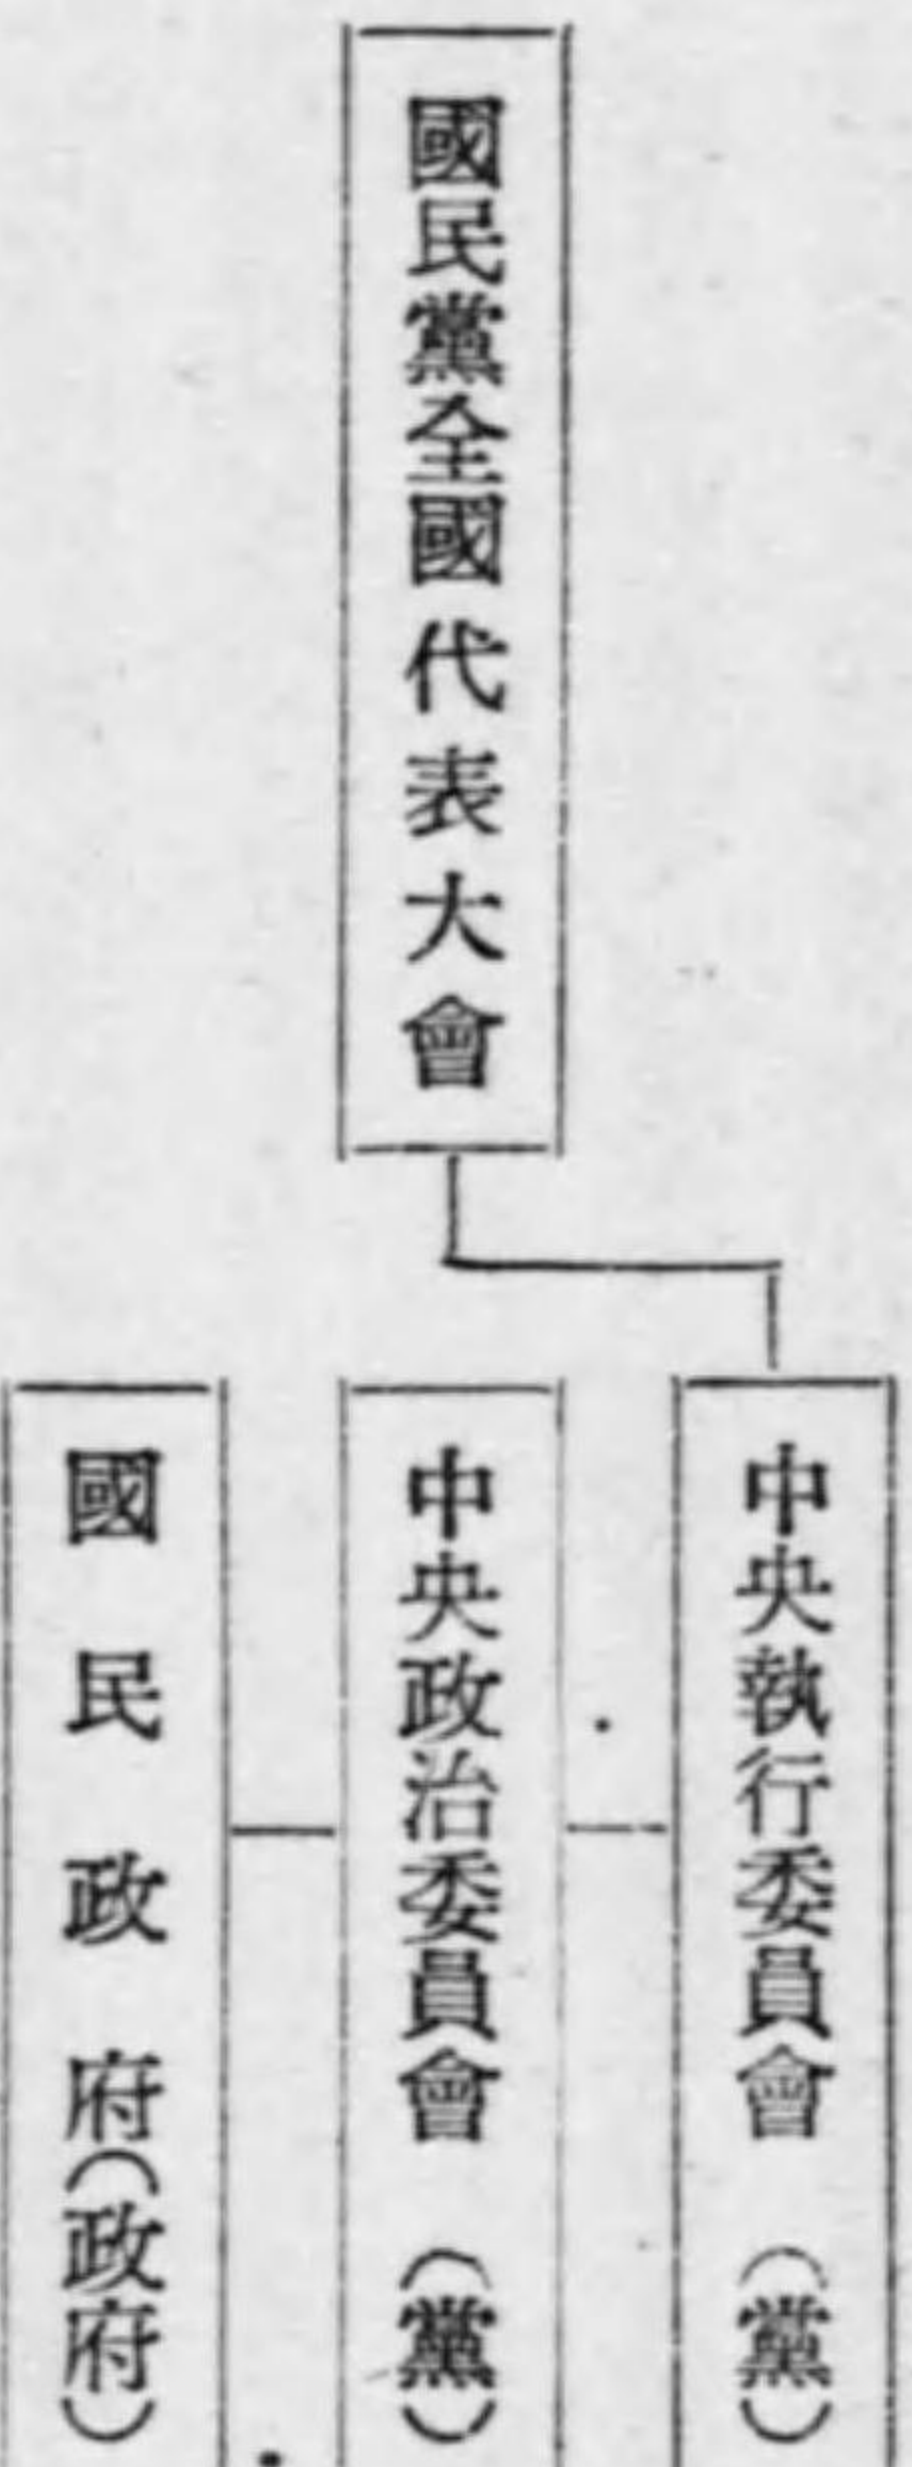 國民黨全國代表大會
中央執行委員會（黨）
中央政治委員會（黨）
國民政府（政府）